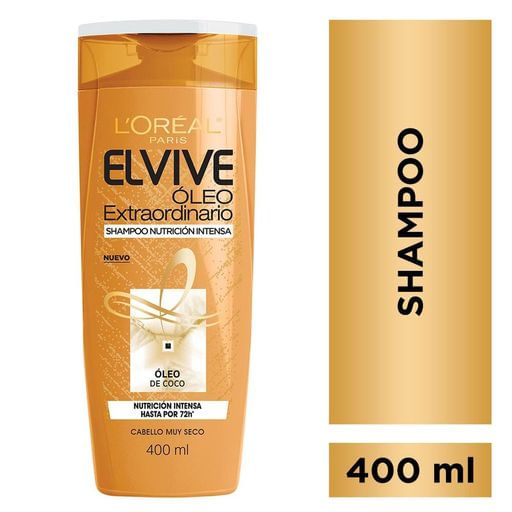 L'ORÉAL
PARIS
ELVIVE
ÓLEO
Extraordinario
SHAMPOO NUTRICIÓN INTENSA
NUEVO
ÓLEO
DE COCO
NUTRICIÓN INTENSA
HASTA POR 72h*
CABELLO MUY SECO
400 ml
SHAMPOO
400 ml